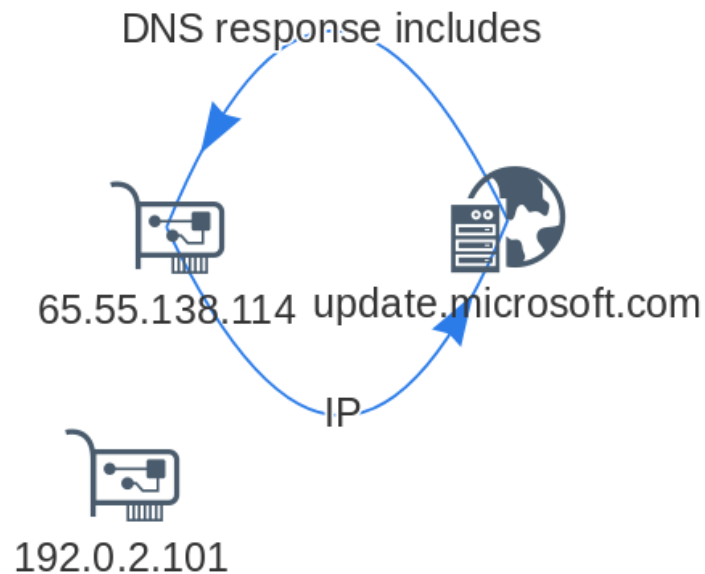 DNS response includes
65.55.138.114
update.microsoft.com
IP
192.0.2.101